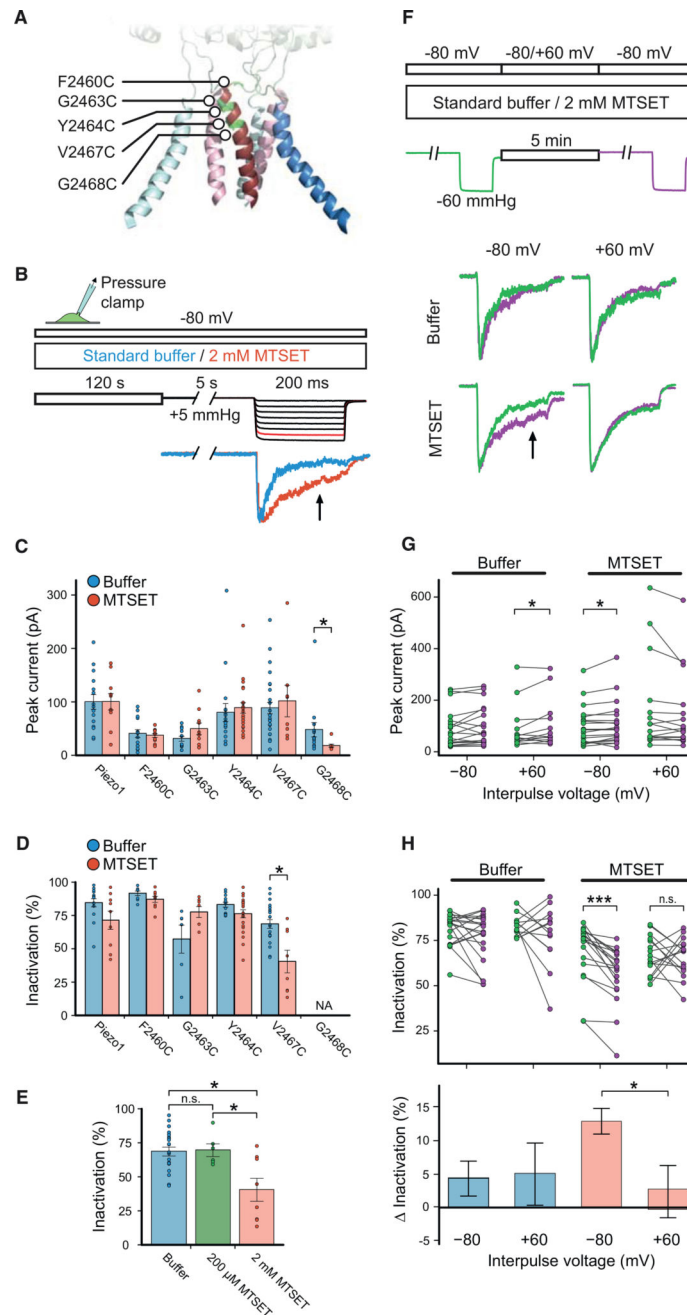 A
F2460C
G2463C
Y2464C
V2467C
G2468C
B
Pressure
clamp
-80 mV
Standard buffer / 2 mM MTSET
120 s
5 s
200 ms
+5 mmHg
C
Buffer
MTSET
*
Peak current (pA)
300
200
100
0
Piezo1
F2460C
G2463C
Y2464C
V2467C
G2468C
D
Buffer
MTSET
*
Inactivation (%)
100
75
50
25
0
NA
Piezo1
F2460C
G2463C
Y2464C
V2467C
G2468C
E
*
n.s.
*
Inactivation (%)
100
75
50
25
0
Buffer
200 µM MTSET
2 mM MTSET
F
-80 mV
-80/+60 mV
-80 mV
Standard buffer / 2 mM MTSET
5 min
-60 mmHg
-80 mV
+60 mV
Buffer
MTSET
G
Buffer
MTSET
*
*
Peak current (pA)
600
400
200
0
−80
+60
−80
+60
Interpulse voltage (mV)
H
Buffer
MTSET
***
n.s.
Inactivation (%)
100
75
50
25
*
Δ Inactivation (%)
15
10
5
0
-5
−80
+60
−80
+60
Interpulse voltage (mV)